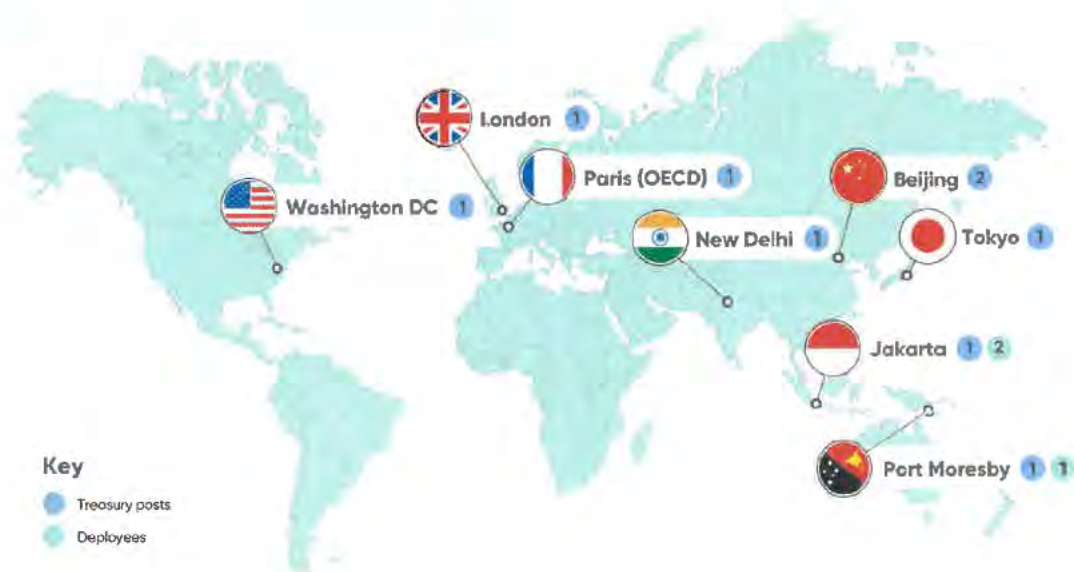 London 1
Paris (OECD) 1
Beijing 2
Washington DC 1
New Delhi 1
Tokyo 1
Jakarta 1 2
Port Moresby 1 1
Key
Treasury posts
Deployees